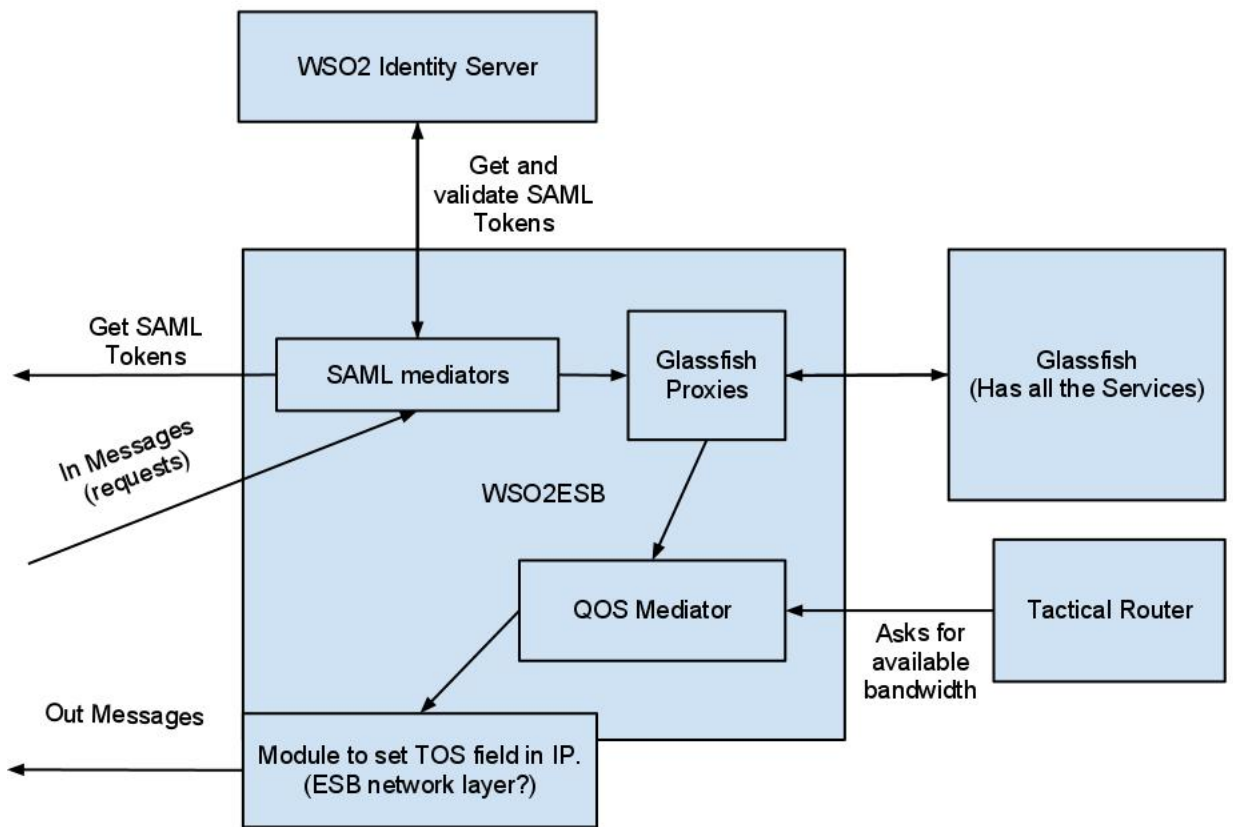 WSO2 Identity Server
Get and
validate SAML
Tokens
Get SAML
Tokens
SAML mediators
Glassfish
Proxies
Glassfish
(Has all the Services)
In Messages
(requests)
WSO2ESB
QOS Mediator
Tactical Router
Asks for
available
bandwidth
Out Messages
Module to set TOS field in IP.
(ESB network layer?)